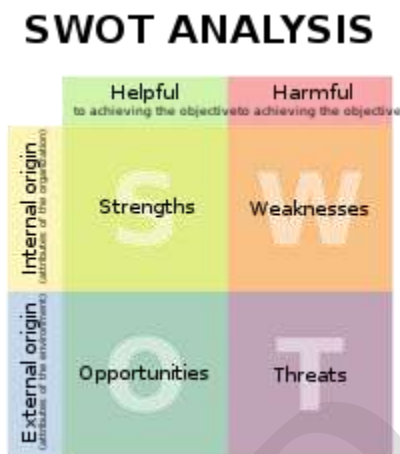 SWOT ANALYSIS
Helpful
to achieving the objective
Harmful
to achieving the objective
Internal origin
(attributes of the organization)
S
Strengths
W
Weaknesses
External origin
(attributes of the environment)
O
Opportunities
T
Threats